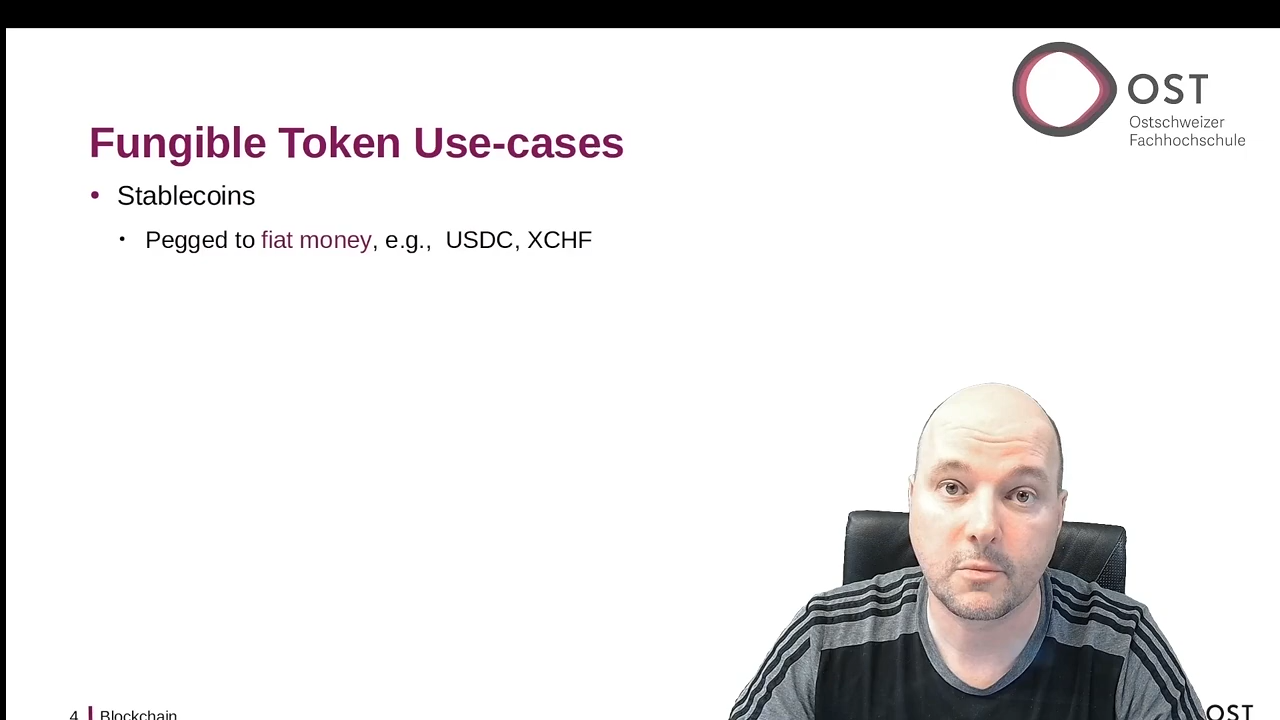 OST
Ostschweizer
Fachhochschule
Fungible Token Use-cases
• Stablecoins
• Pegged to fiat money, e.g.,  USDC, XCHF
4 Blockchain
OST